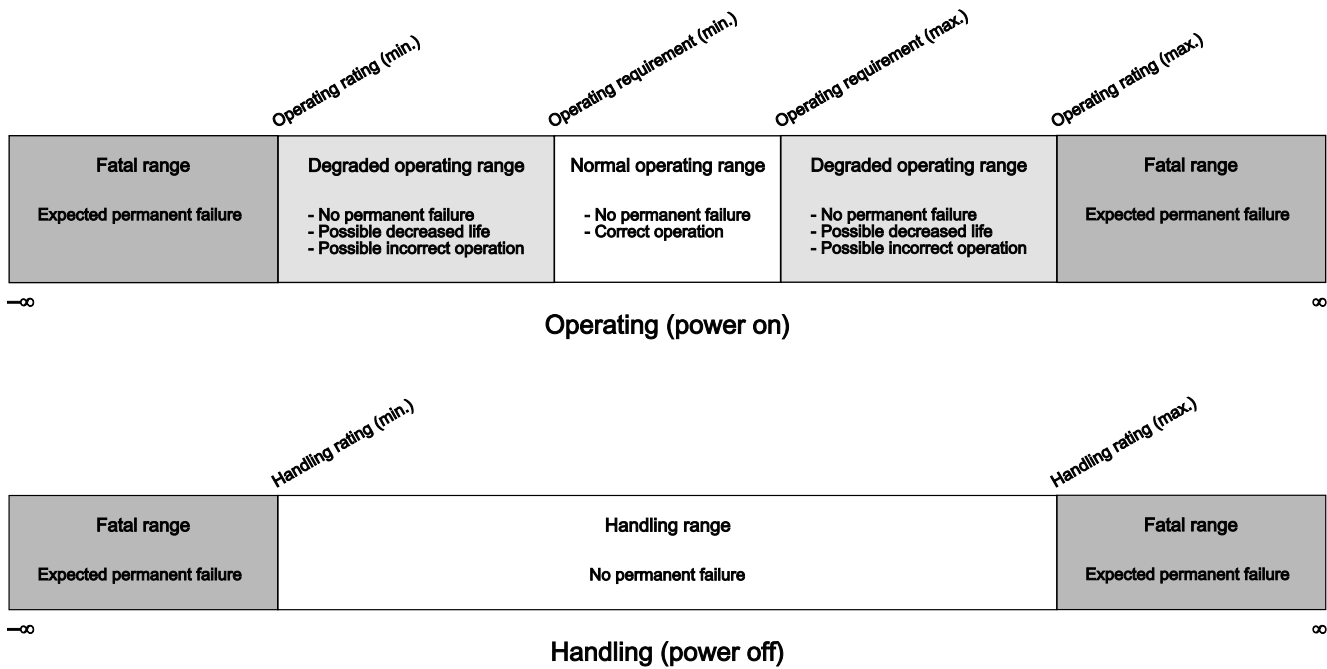 Operating rating (min.)
Operating requirement (min.)
Operating requirement (max.)
Operating rating (max.)
Fatal range
Expected permanent failure
Degraded operating range
- No permanent failure
- Possible decreased life
- Possible incorrect operation
Normal operating range
- No permanent failure
- Correct operation
Degraded operating range
- No permanent failure
- Possible decreased life
- Possible incorrect operation
Fatal range
Expected permanent failure
–∞
∞
Operating (power on)
Handling rating (min.)
Handling rating (max.)
Fatal range
Expected permanent failure
Handling range
No permanent failure
Fatal range
Expected permanent failure
–∞
∞
Handling (power off)